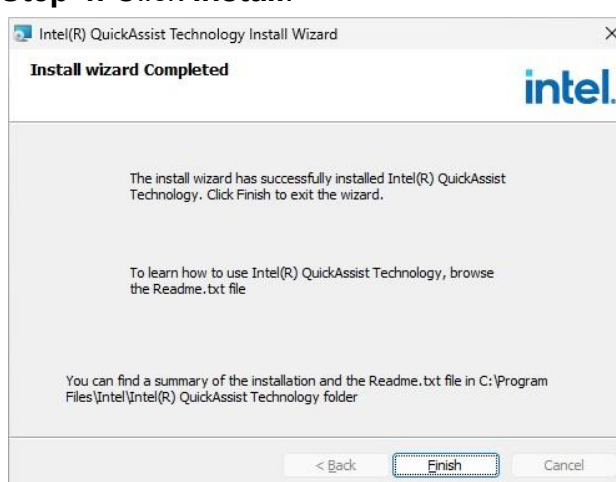 Intel(R) QuickAssist Technology Install Wizard
Install wizard Completed
intel.
The install wizard has successfully installed Intel(R) QuickAssist
Technology. Click Finish to exit the wizard.
To learn how to use Intel(R) QuickAssist Technology, browse
the Readme.txt file
You can find a summary of the installation and the Readme.txt file in C:\Program
Files\Intel\Intel(R) QuickAssist Technology folder
< Back Finish Cancel